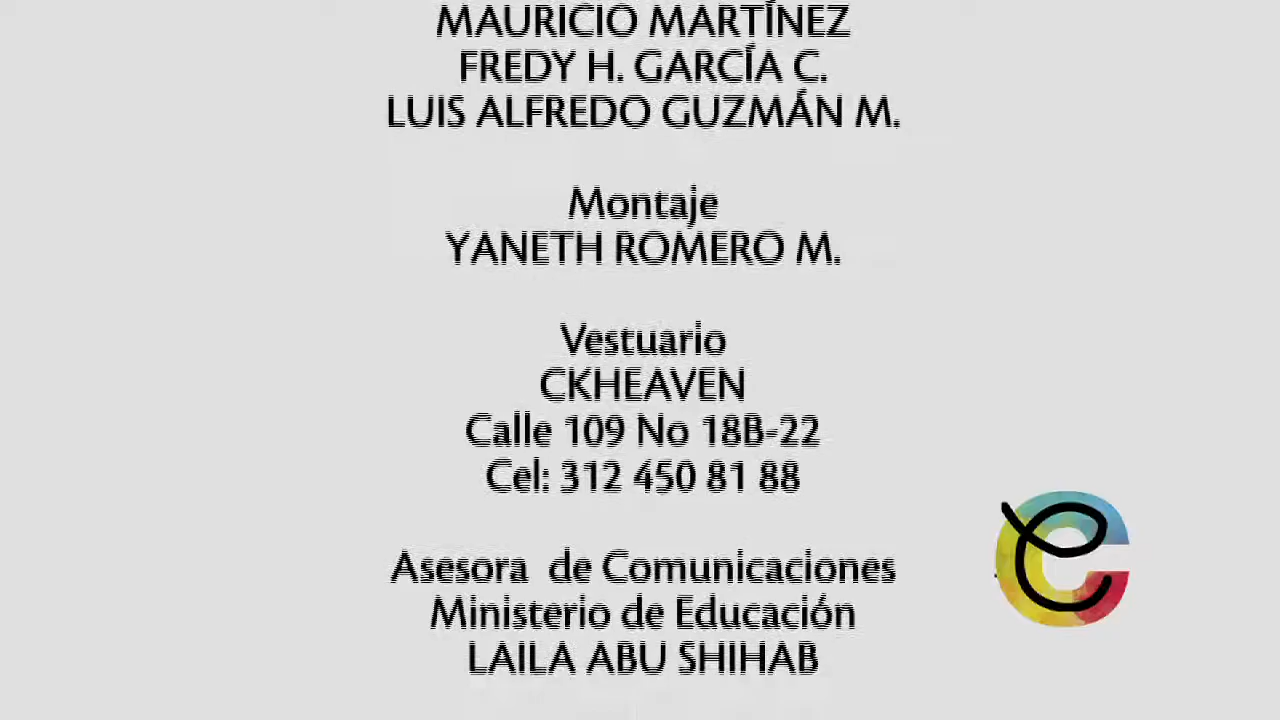 MAURICIO MARTÍNEZ
FREDY H. GARCÍA C.
LUIS ALFREDO GUZMÁN M.
Montaje
YANETH ROMERO M.
Vestuario
CKHEAVEN
Calle 109 No 18B-22
Cel: 312 450 81 88
Asesora de Comunicaciones
Ministerio de Educación
LAILA ABU SHIHAB